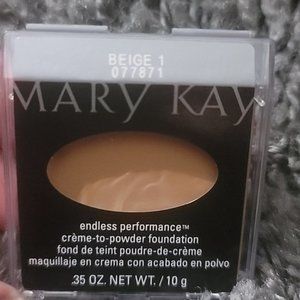 BEIGE 1
077871
MARY KAY
endless performance™
crème-to-powder foundation
fond de teint poudre-de-crème
maquillaje en crema con acabado en polvo
.35 OZ. NET WT. / 10 g